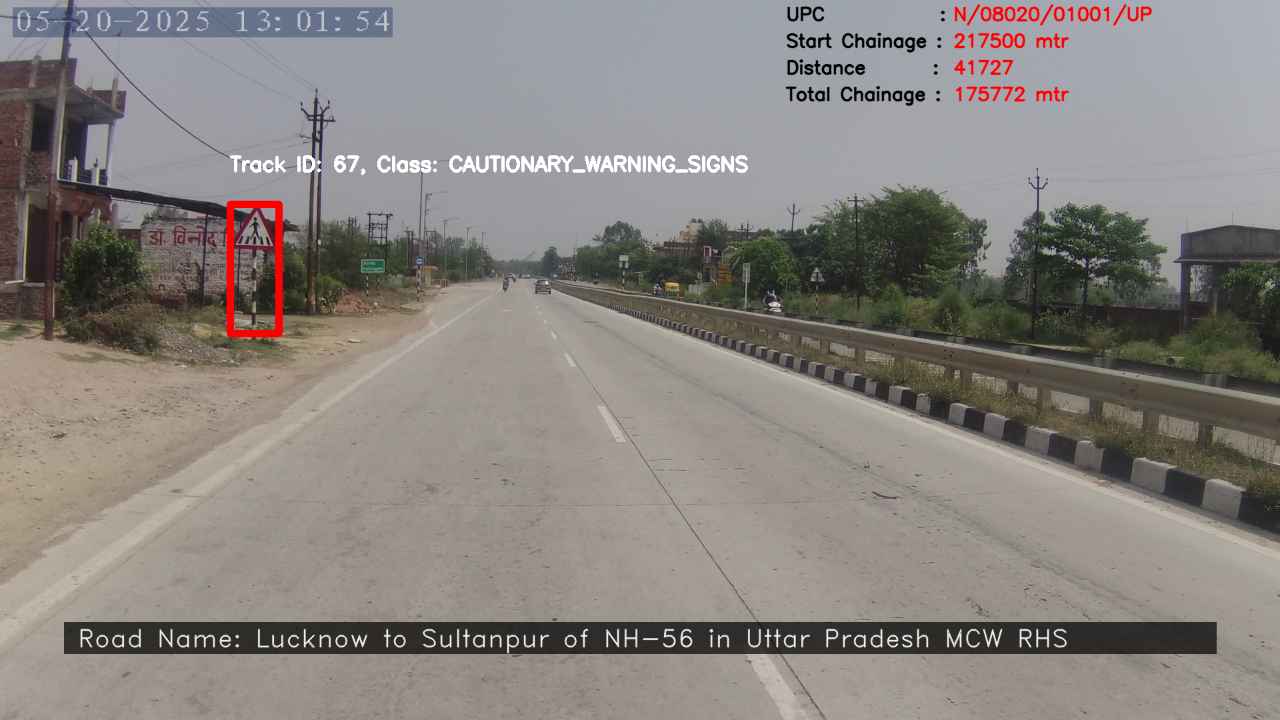 05-20-2025 13:01:54
UPC : N/08020/01001/UP
Start Chainage : 217500 mtr
Distance : 41727
Total Chainage : 175772 mtr
Track ID: 67, Class: CAUTIONARY_WARNING_SIGNS
डा. विनोद
Road Name: Lucknow to Sultanpur of NH-56 in Uttar Pradesh MCW RHS